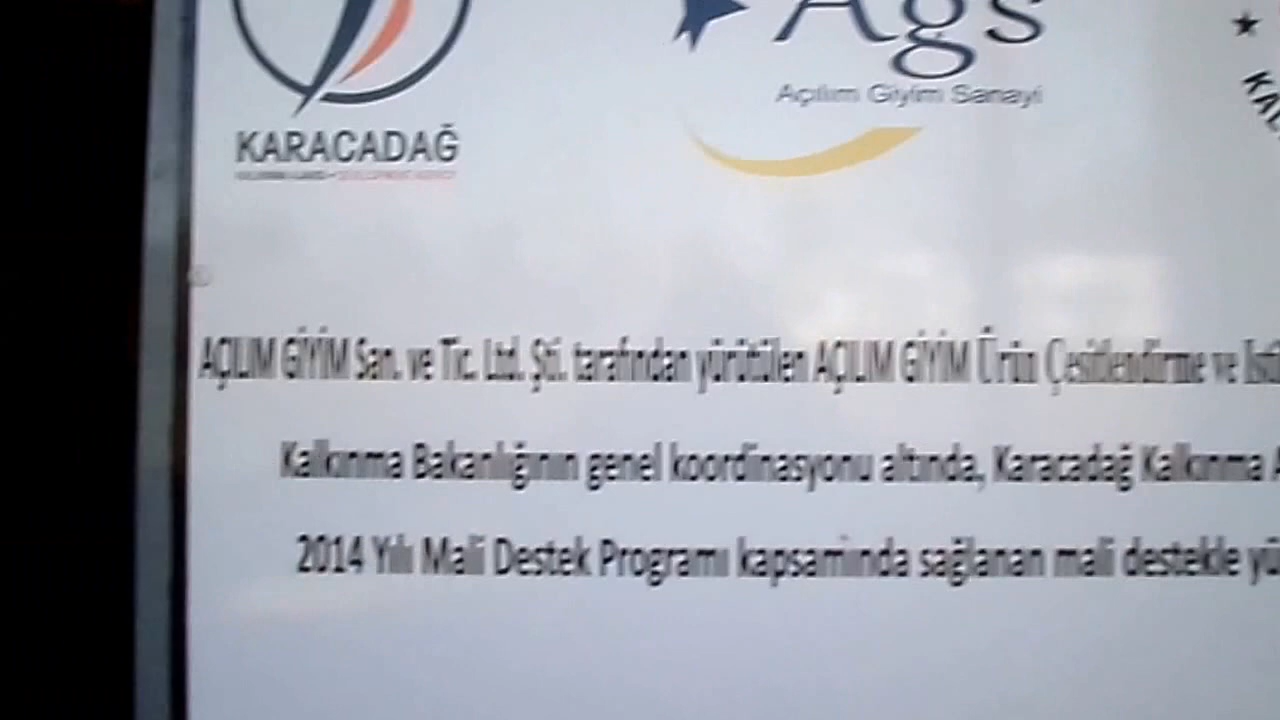 Ags
Açılım Giyim Sanayi
KARACADAĞ
AÇILIM GİYİM San. ve Tic. Ltd. Şti. tarafından yürütülen AÇILIM GİYİM Ürün Çeşitlendirme ve
Kalkınma Bakanlığının genel koordinasyonu altında, Karacadağ Kalkınma
2014 Yılı Mali Destek Programı kapsamında sağlanan mali destekle